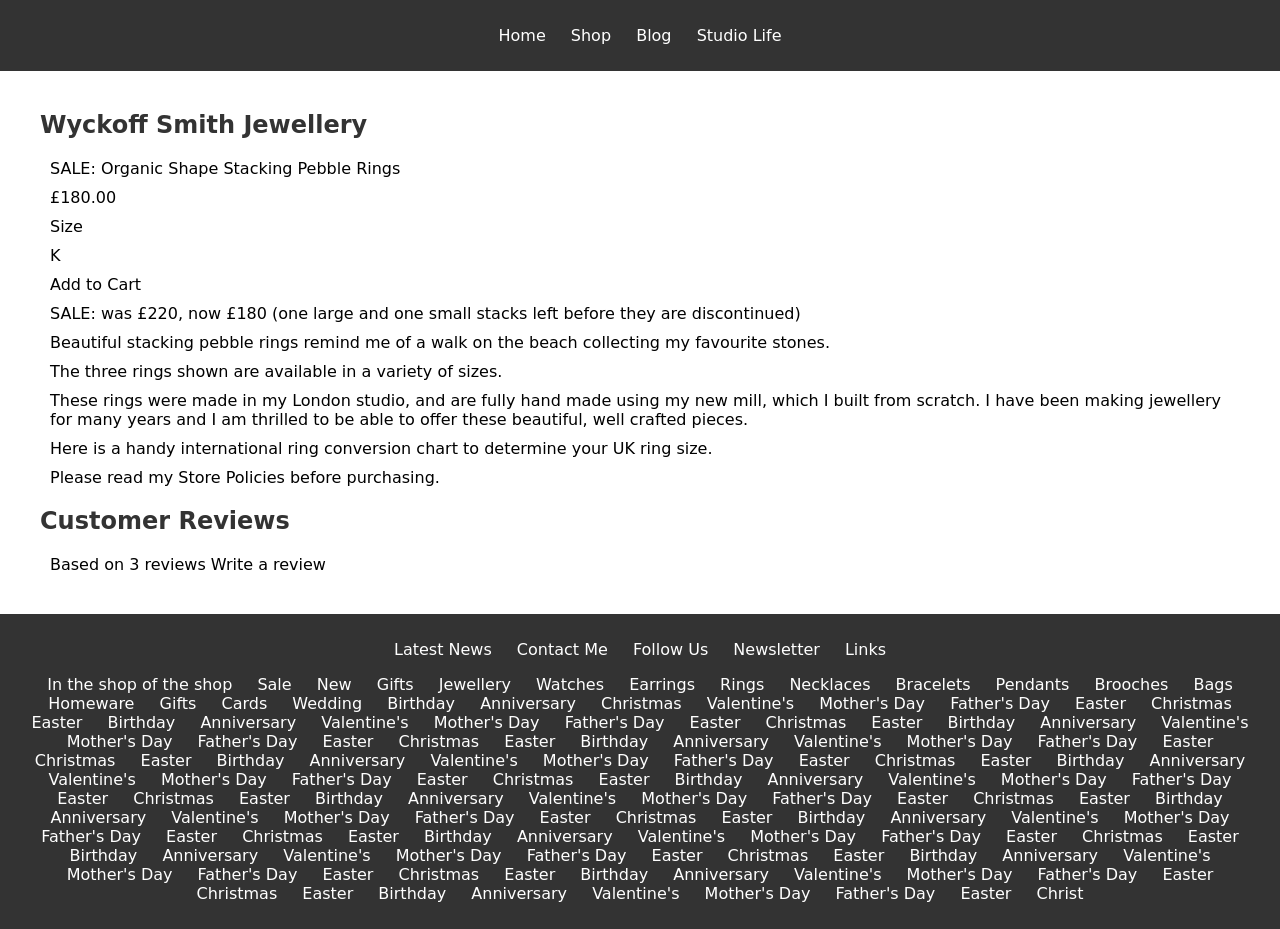 Home Shop Blog Studio Life
Wyckoff Smith Jewellery
SALE: Organic Shape Stacking Pebble Rings
£180.00
Size
K
Add to Cart
SALE: was £220, now £180 (one large and one small stacks left before they are discontinued)
Beautiful stacking pebble rings remind me of a walk on the beach collecting my favourite stones.
The three rings shown are available in a variety of sizes.
These rings were made in my London studio, and are fully hand made using my new mill, which I built from scratch. I have been making jewellery
for many years and I am thrilled to be able to offer these beautiful, well crafted pieces.
Here is a handy international ring conversion chart to determine your UK ring size.
Please read my Store Policies before purchasing.
Customer Reviews
Based on 3 reviews Write a review
Latest News Contact Me Follow Us Newsletter Links
In the shop of the shop Sale New Gifts Jewellery Watches Earrings Rings Necklaces Bracelets Pendants Brooches Bags
Homeware Gifts Cards Wedding Birthday Anniversary Christmas Valentine's Mother's Day Father's Day Easter Christmas
Easter Birthday Anniversary Valentine's Mother's Day Father's Day Easter Christmas Easter Birthday Anniversary Valentine's
Mother's Day Father's Day Easter Christmas Easter Birthday Anniversary Valentine's Mother's Day Father's Day Easter
Christmas Easter Birthday Anniversary Valentine's Mother's Day Father's Day Easter Christmas Easter Birthday Anniversary
Valentine's Mother's Day Father's Day Easter Christmas Easter Birthday Anniversary Valentine's Mother's Day Father's Day
Easter Christmas Easter Birthday Anniversary Valentine's Mother's Day Father's Day Easter Christmas Easter Birthday
Anniversary Valentine's Mother's Day Father's Day Easter Christmas Easter Birthday Anniversary Valentine's Mother's Day
Father's Day Easter Christmas Easter Birthday Anniversary Valentine's Mother's Day Father's Day Easter Christmas Easter
Birthday Anniversary Valentine's Mother's Day Father's Day Easter Christmas Easter Birthday Anniversary Valentine's
Mother's Day Father's Day Easter Christmas Easter Birthday Anniversary Valentine's Mother's Day Father's Day Easter
Christmas Easter Birthday Anniversary Valentine's Mother's Day Father's Day Easter Christ